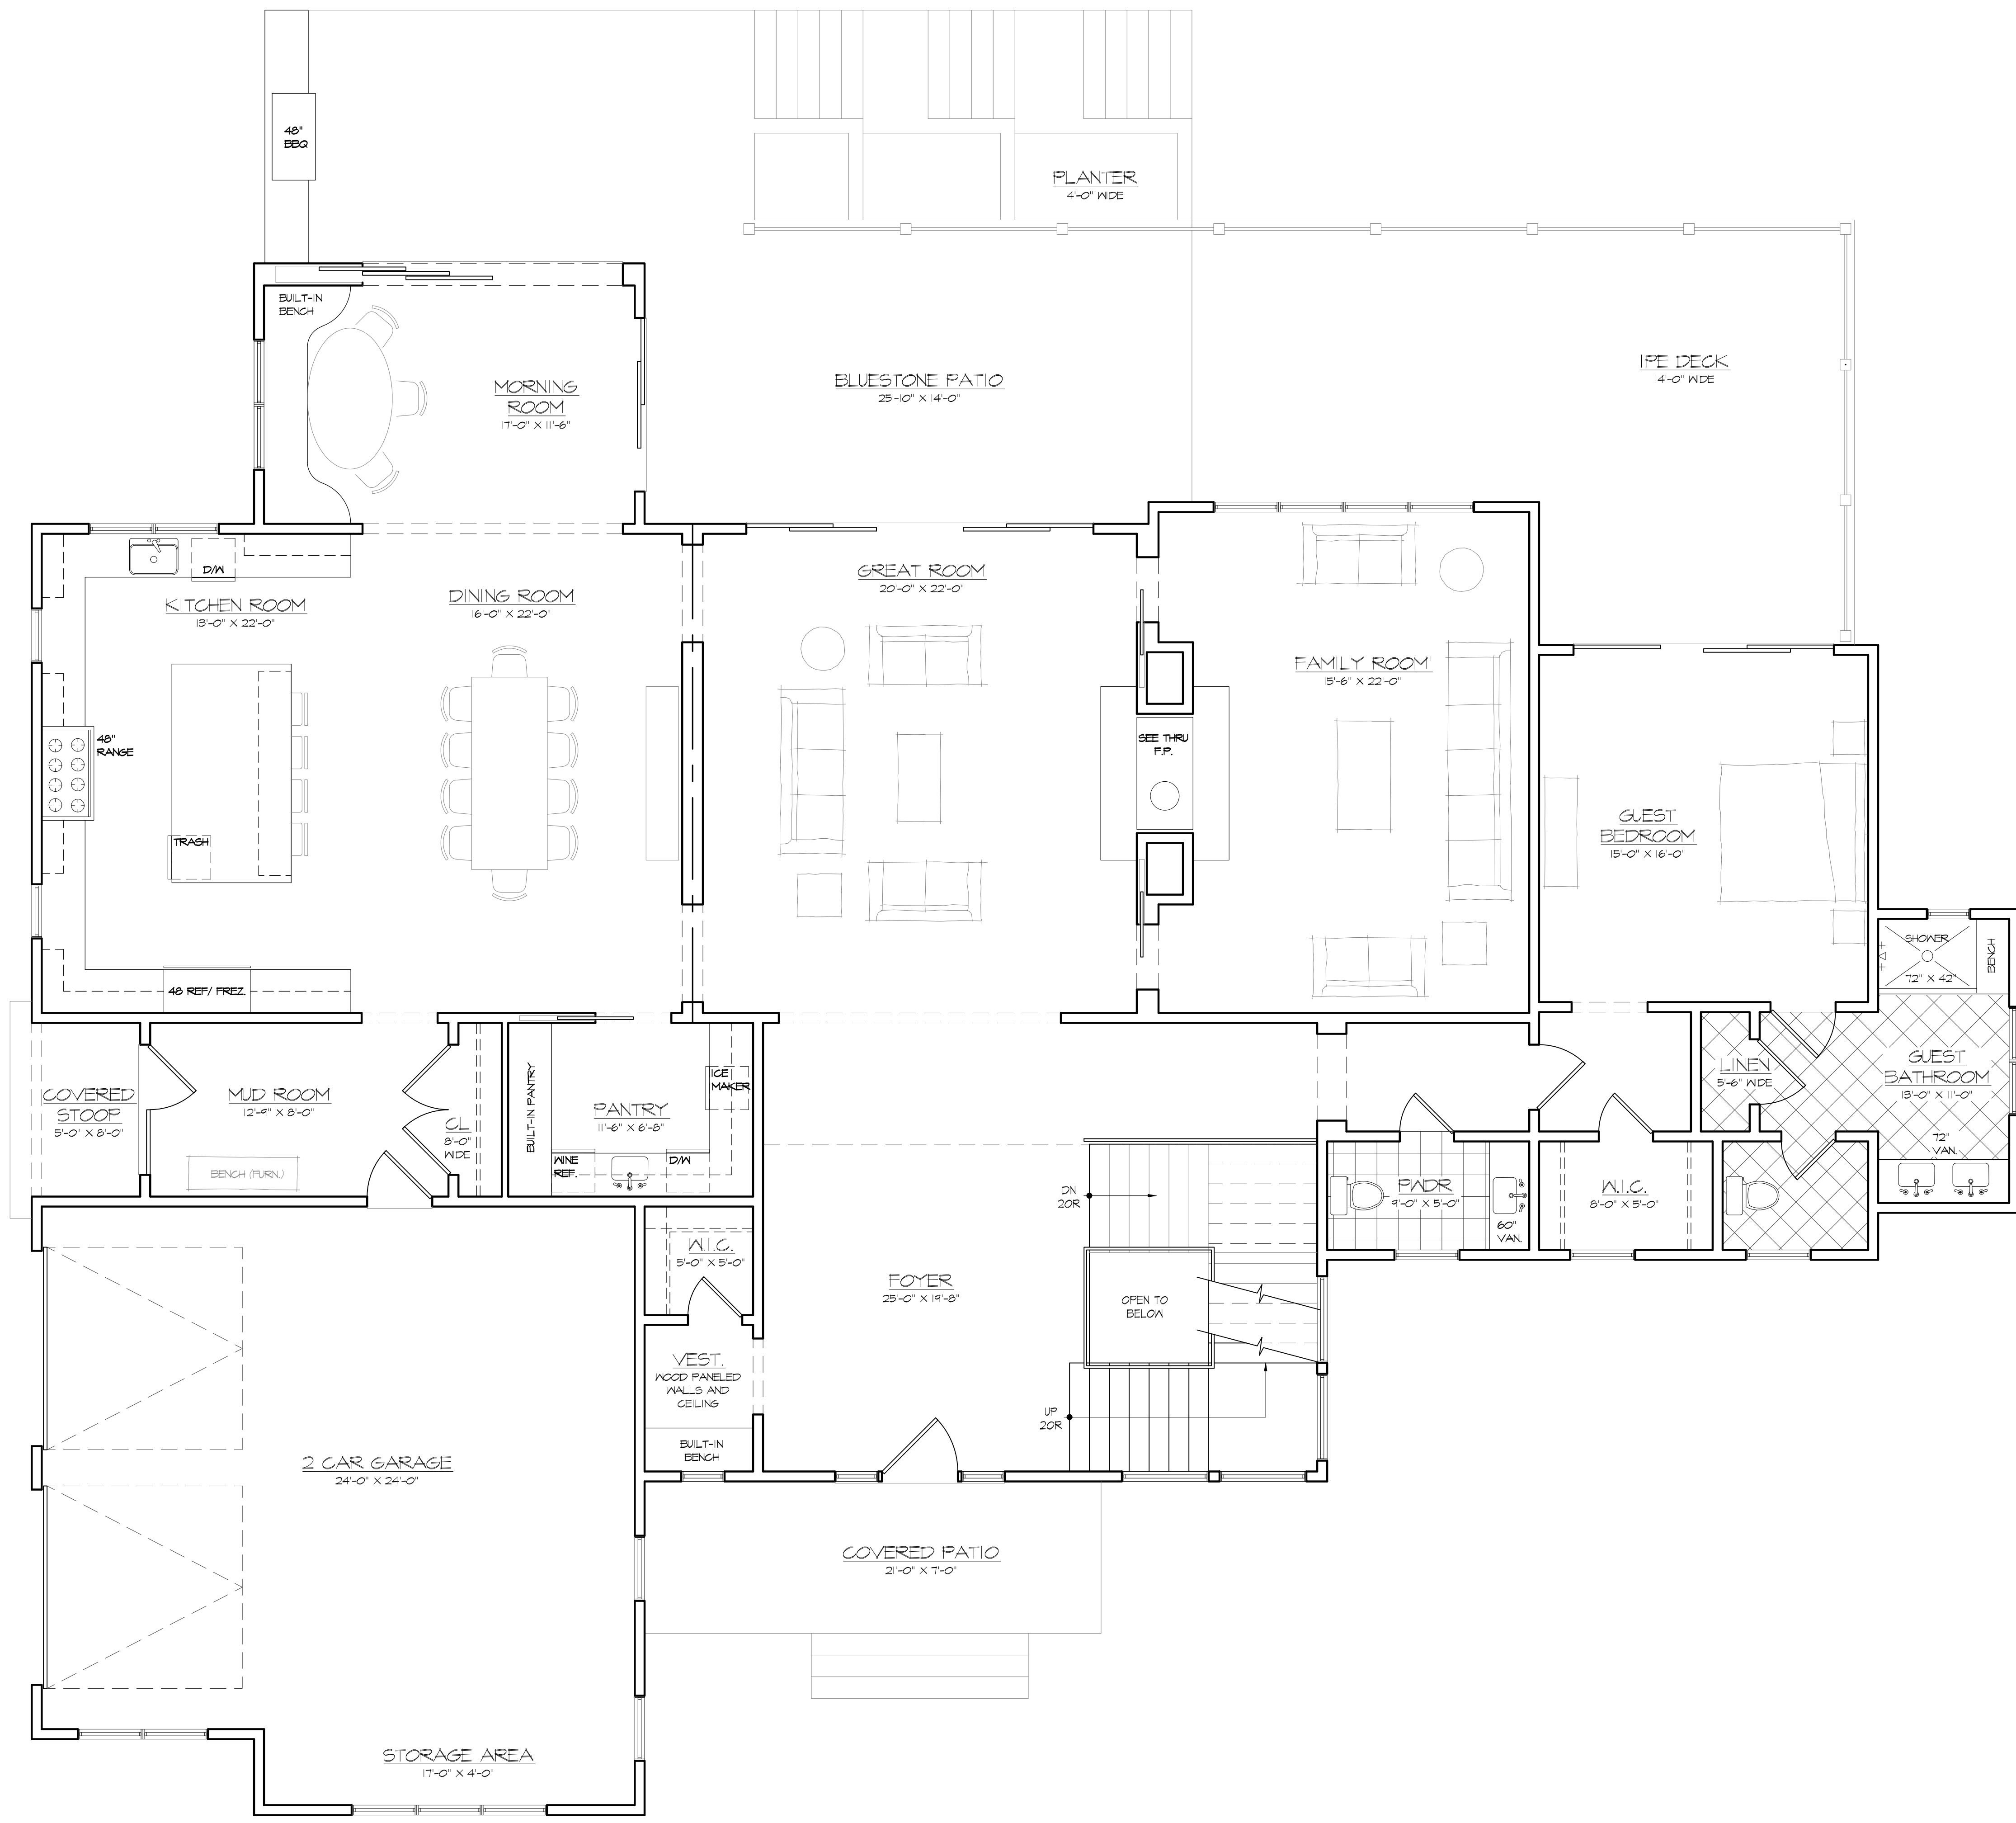 48"
BBQ
PLANTER
4'-0" WIDE
BUILT-IN
BENCH
MORNING
ROOM
17'-0" X 11'-6"
BLUESTONE PATIO
25'-10" X 14'-0"
IPE DECK
14'-0" WIDE
D/W
KITCHEN ROOM
13'-0" X 22'-0"
DINING ROOM
16'-0" X 22'-0"
GREAT ROOM
20'-0" X 22'-0"
FAMILY ROOM'
15'-6" X 22'-0"
48"
RANGE
SEE THRU
F.P.
TRASH
GUEST
BEDROOM
15'-0" X 16'-0"
48 REF/ FREZ.
SHOWER
72" X 42"
BENCH
COVERED
STOOP
5'-0" X 8'-0"
MUD ROOM
12'-9" X 8'-0"
BENCH (FURN.)
CL
8'-0"
WIDE
BUILT-IN PANTRY
PANTRY
11'-6" X 6'-8"
ICE
MAKER
WINE
REF.
D/W
LINEN
5'-6" WIDE
GUEST
BATHROOM
13'-0" X 11'-0"
72"
VAN.
DN
20R
PWDR
9'-0" X 5'-0"
60"
VAN.
W.I.C.
8'-0" X 5'-0"
W.I.C.
5'-0" X 5'-0"
FOYER
25'-0" X 19'-8"
OPEN TO
BELOW
VEST.
WOOD PANELED
WALLS AND
CEILING
UP
20R
BUILT-IN
BENCH
2 CAR GARAGE
24'-0" X 24'-0"
COVERED PATIO
21'-0" X 7'-0"
STORAGE AREA
17'-0" X 4'-0"